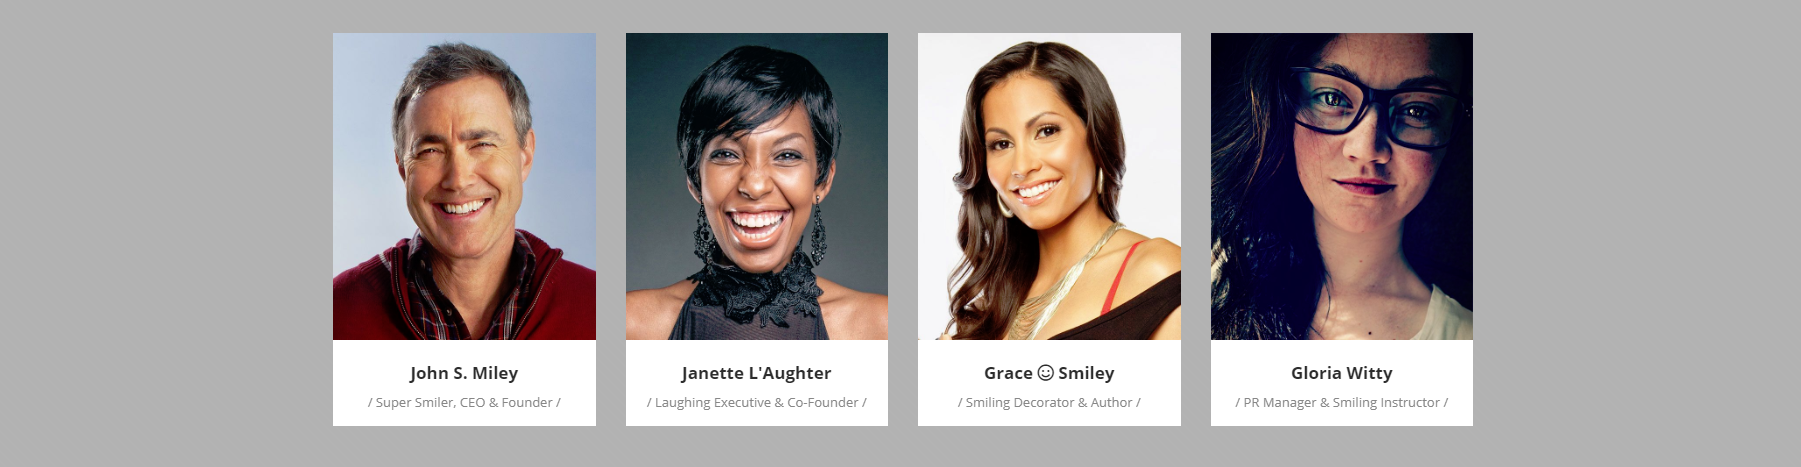 John S. Miley
/ Super Smiler, CEO & Founder /
Janette L'Aughter
/ Laughing Executive & Co-Founder /
Grace ☺ Smiley
/ Smiling Decorator & Author /
Gloria Witty
/ PR Manager & Smiling Instructor /